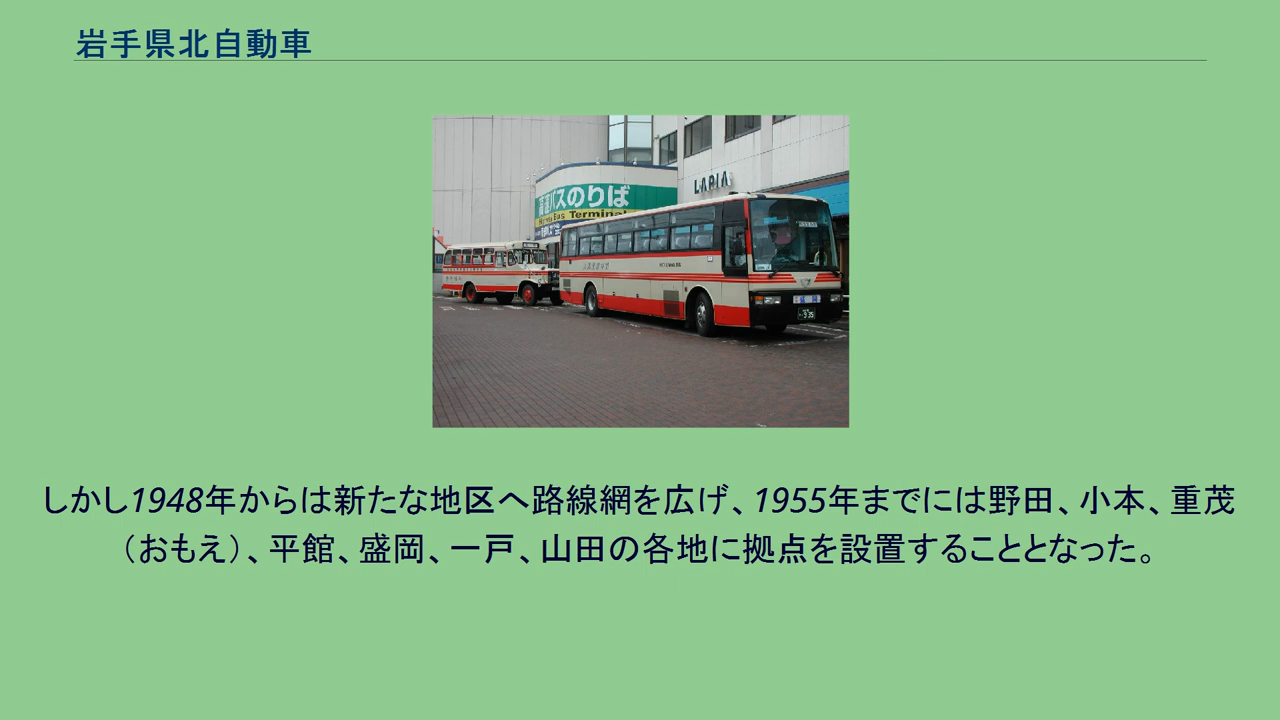 岩手県北自動車
LAPIA
高速バスのりば
Bus Terminal
しかし1948年からは新たな地区へ路線網を広げ、1955年までには野田、小本、重茂
（おもえ）、平館、盛岡、一戸、山田の各地に拠点を設置することとなった。